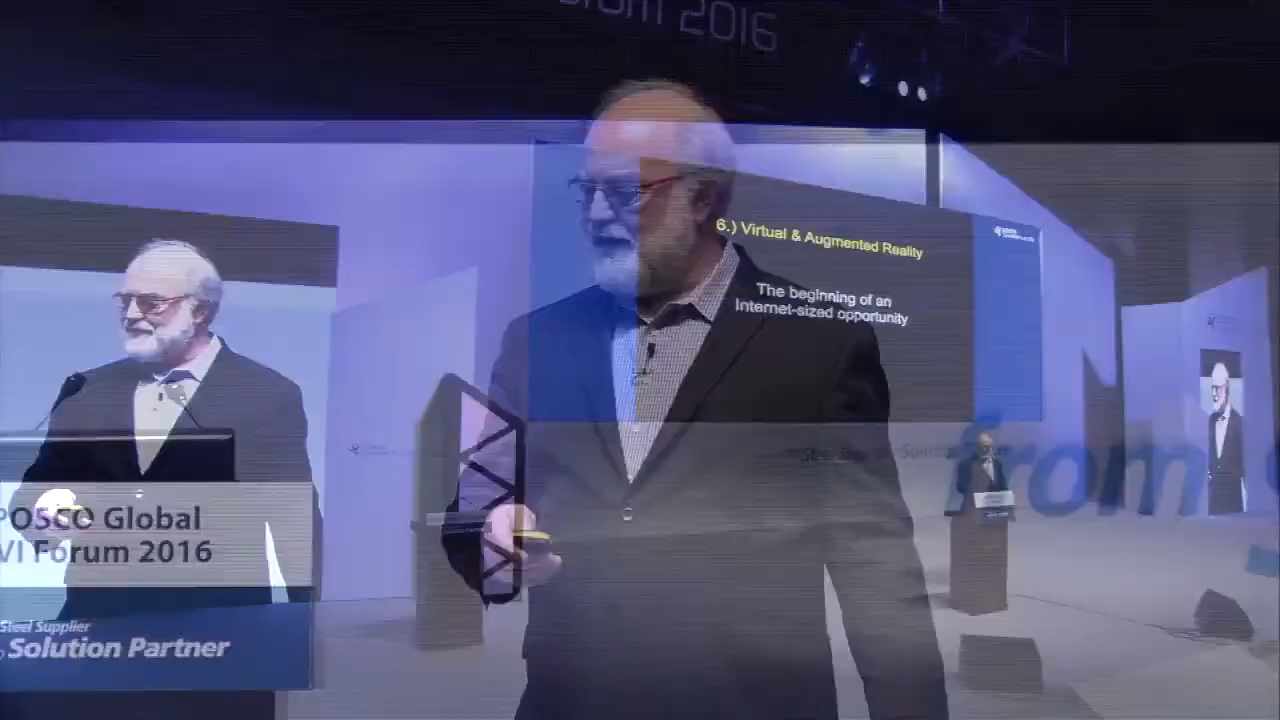 2016
6.) Virtual & Augmented Reality
The beginning of an
Internet-sized opportunity
from
POSCO Global
VI Forum 2016
Steel Supplier
Solution Partner